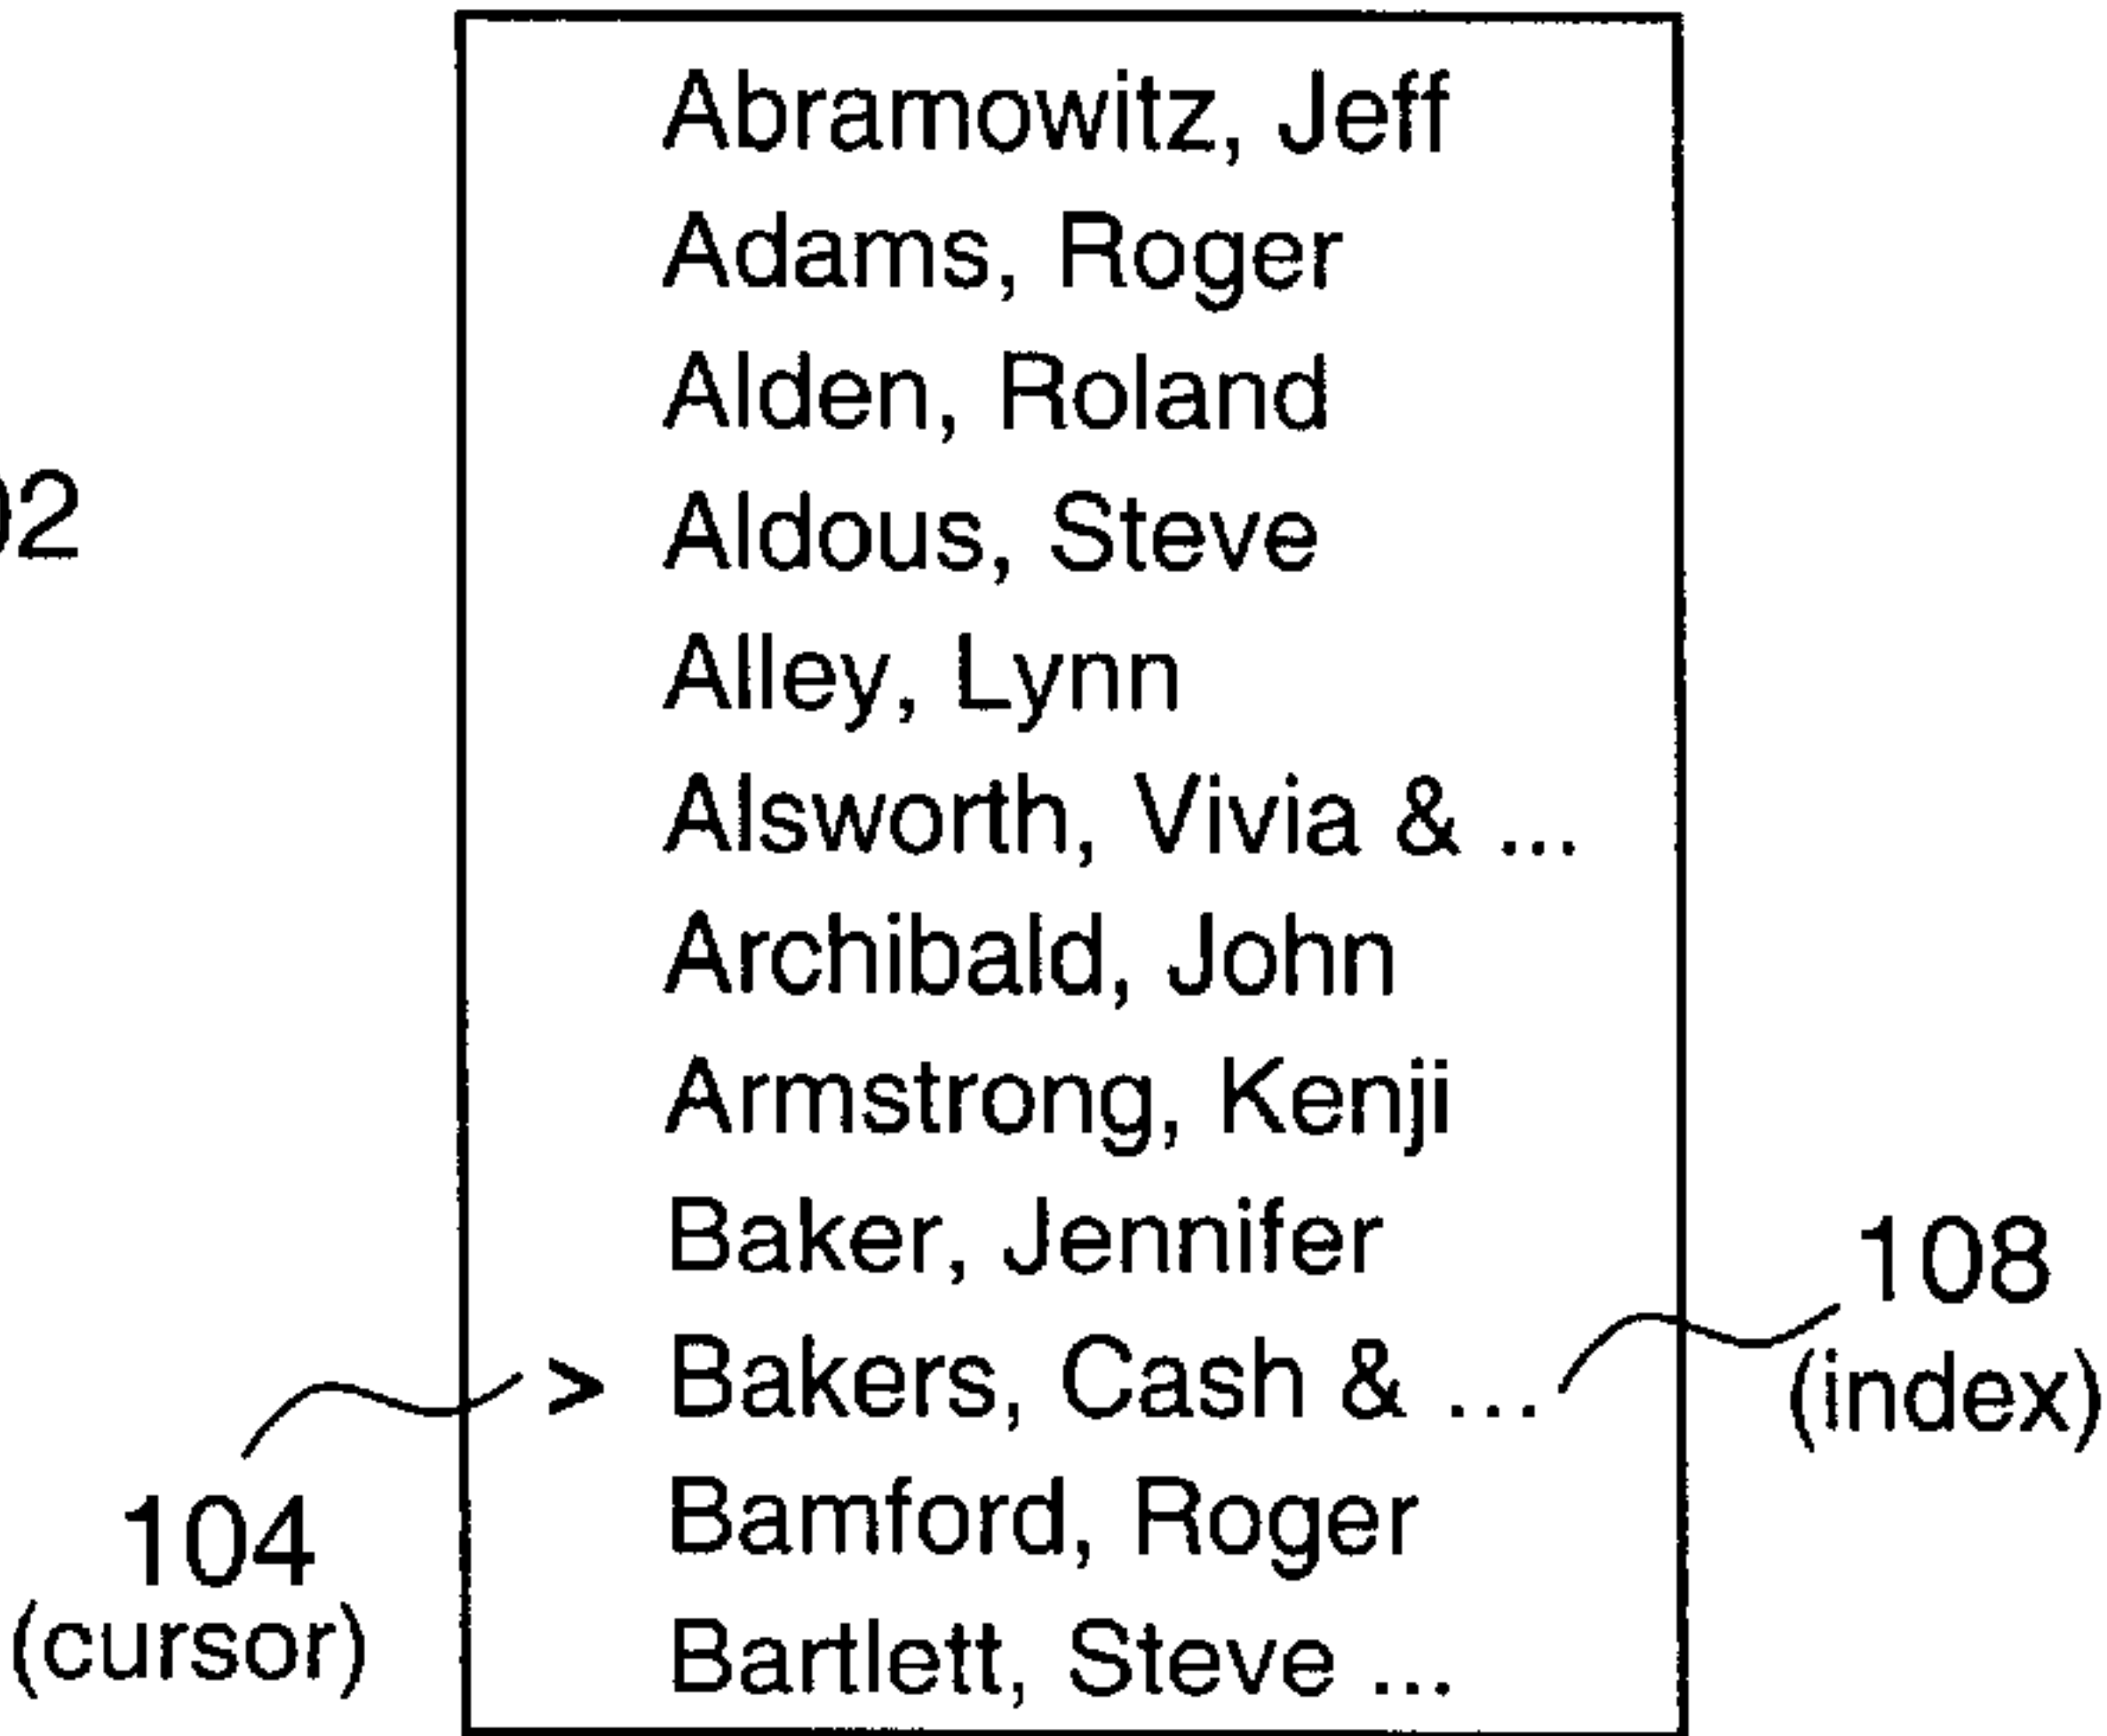 Abramowitz, Jeff
Adams, Roger
Alden, Roland
02
Aldous, Steve
Alley, Lynn
Alsworth, Vivia & ...
Archibald, John
Armstrong, Kenji
Baker, Jennifer
108
(index)
> Bakers, Cash & ...
Bamford, Roger
104
(cursor)
Bartlett, Steve ...